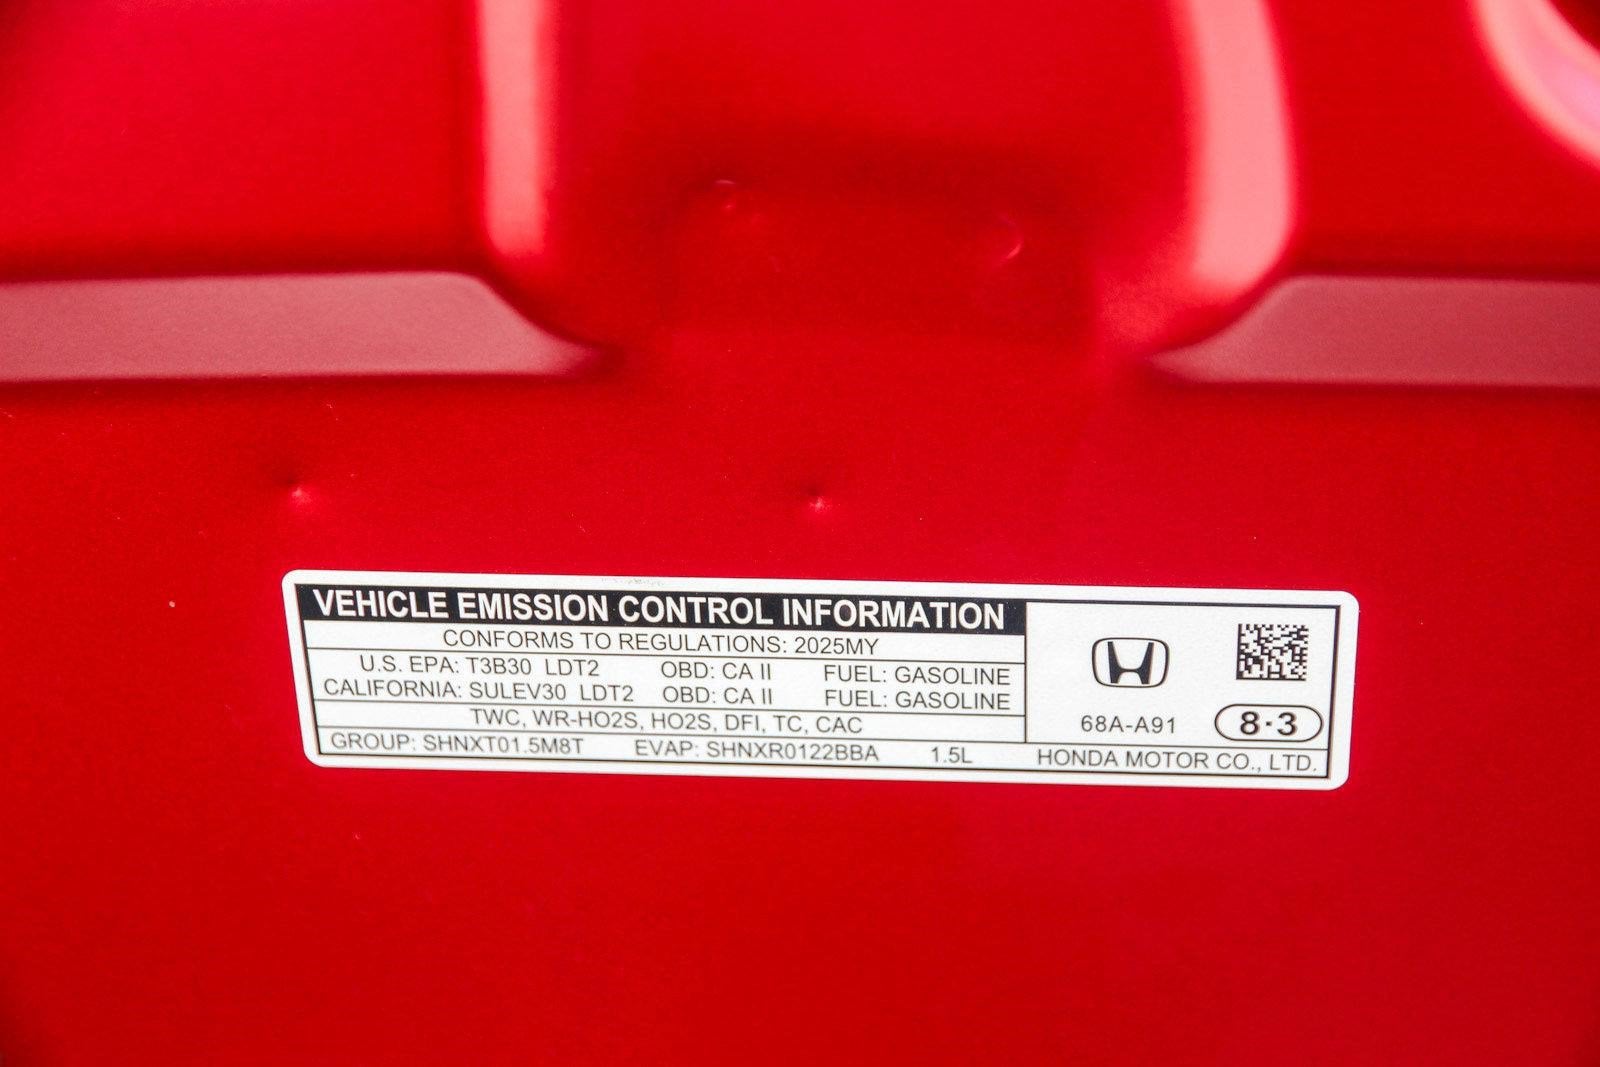 VEHICLE EMISSION CONTROL INFORMATION
CONFORMS TO REGULATIONS: 2025MY
U.S. EPA: T3B30 LDT2 OBD: CA II FUEL: GASOLINE
CALIFORNIA: SULEV30 LDT2 OBD: CA II FUEL: GASOLINE
TWC, WR-HO2S, HO2S, DFI, TC, CAC
GROUP: SHNXT01.5M8T EVAP: SHNXR0122BBA 1.5L
68A-A91 8·3
HONDA MOTOR CO., LTD.